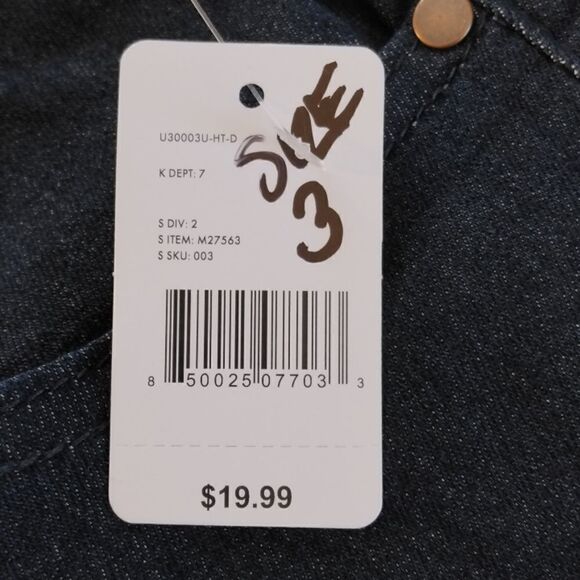 U30003U-HT-D
SIZE
3
K DEPT: 7
S DIV: 2
S ITEM: M27563
S SKU: 003
8 50025 07703 3
$19.99